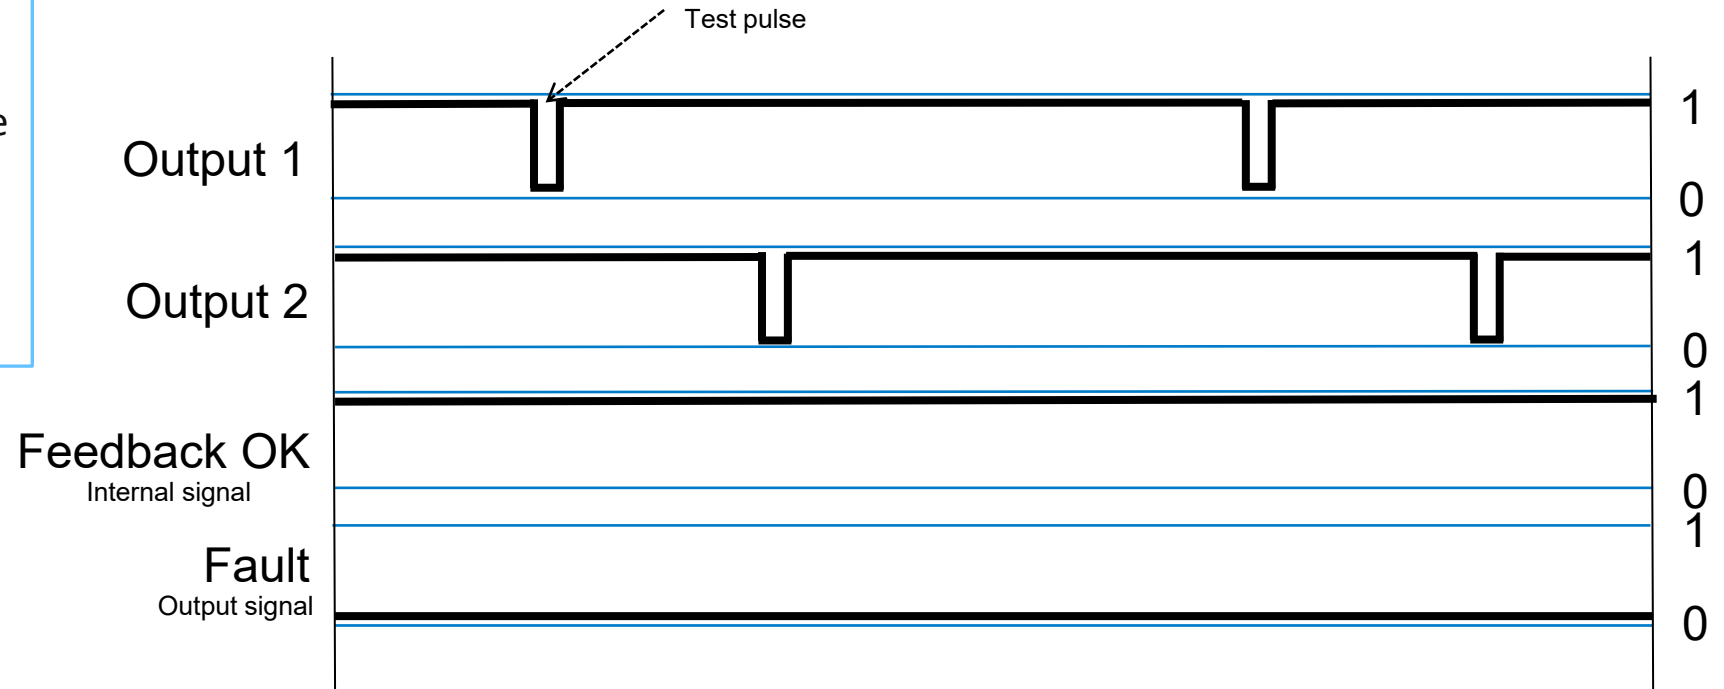 Test pulse
e
1
Output 1
0
1
Output 2
0
1
Feedback OK
Internal signal
0
1
Fault
Output signal
0